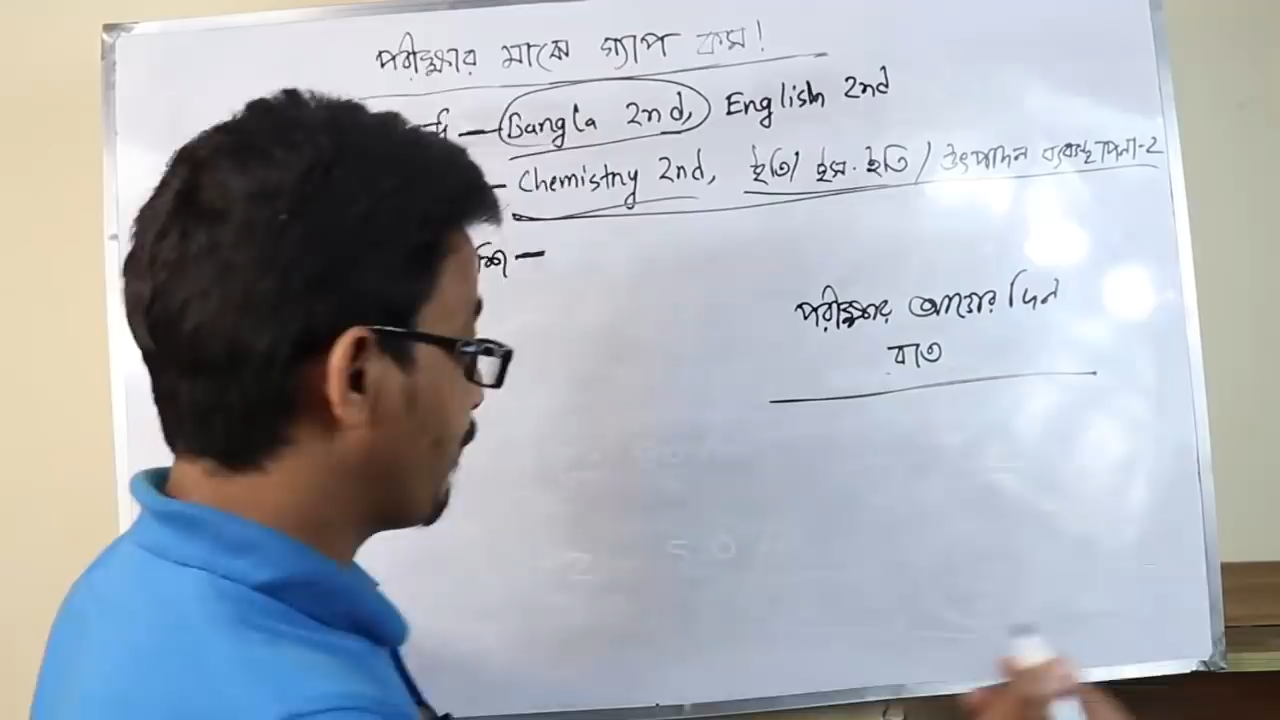 পরীক্ষার মাঝে গ্যাপ কম!
— Bangla 2nd, English 2nd
— Chemistry 2nd, ইতি/ ইস. ইতি / উৎপাদন ব্যবস্থাপনা-2
—
পরীক্ষার আগের দিন
রাত